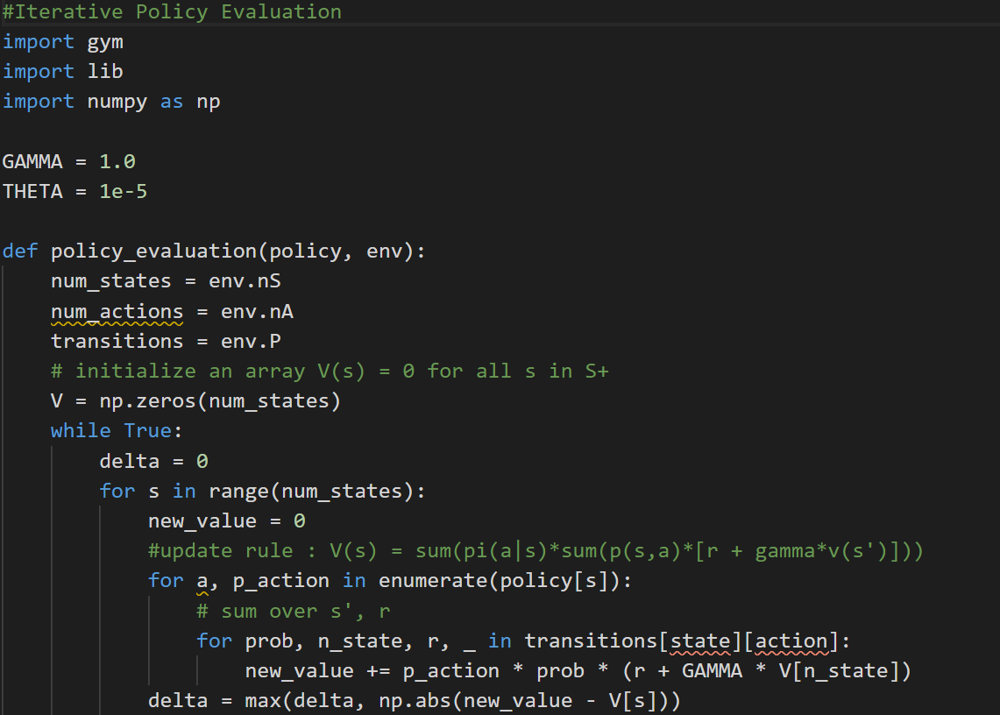 #Iterative Policy Evaluation
import gym
import lib
import numpy as np

GAMMA = 1.0
THETA = 1e-5

def policy_evaluation(policy, env):
    num_states = env.nS
    num_actions = env.nA
    transitions = env.P
    # initialize an array V(s) = 0 for all s in S+
    V = np.zeros(num_states)
    while True:
        delta = 0
        for s in range(num_states):
            new_value = 0
            #update rule : V(s) = sum(pi(a|s)*sum(p(s,a)*[r + gamma*v(s')]))
            for a, p_action in enumerate(policy[s]):
                # sum over s', r
                for prob, n_state, r, _ in transitions[state][action]:
                    new_value += p_action * prob * (r + GAMMA * V[n_state])
            delta = max(delta, np.abs(new_value - V[s]))